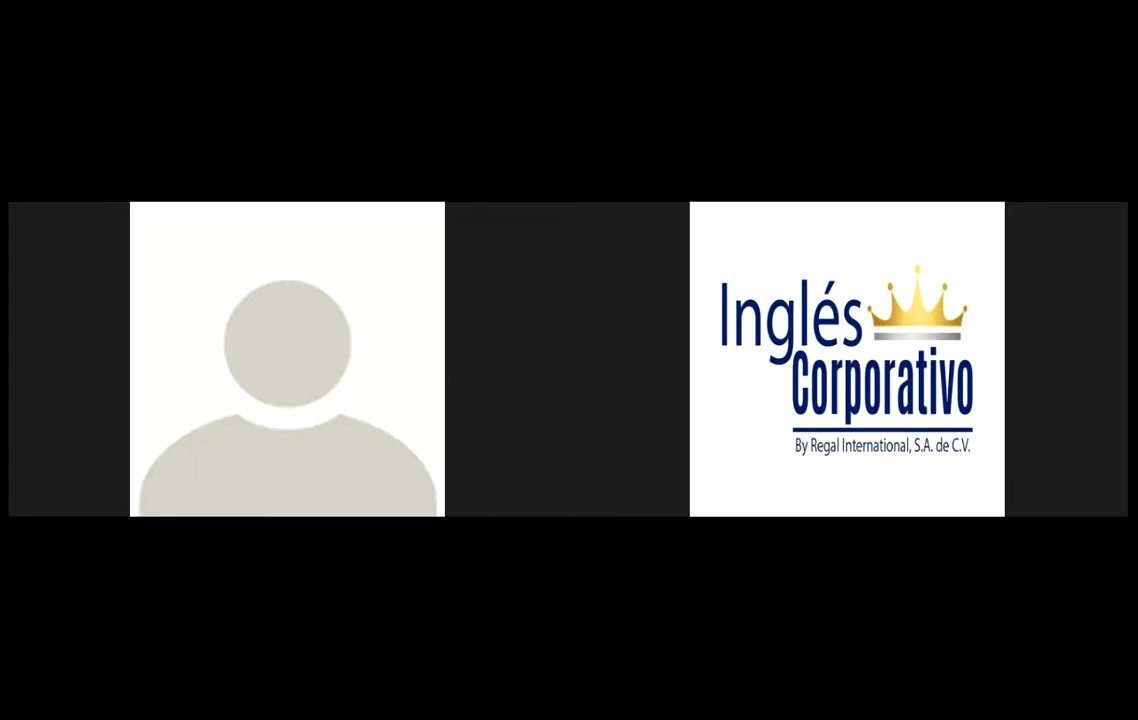 Inglés
Corporativo
By Regal International, S.A. de C.V.